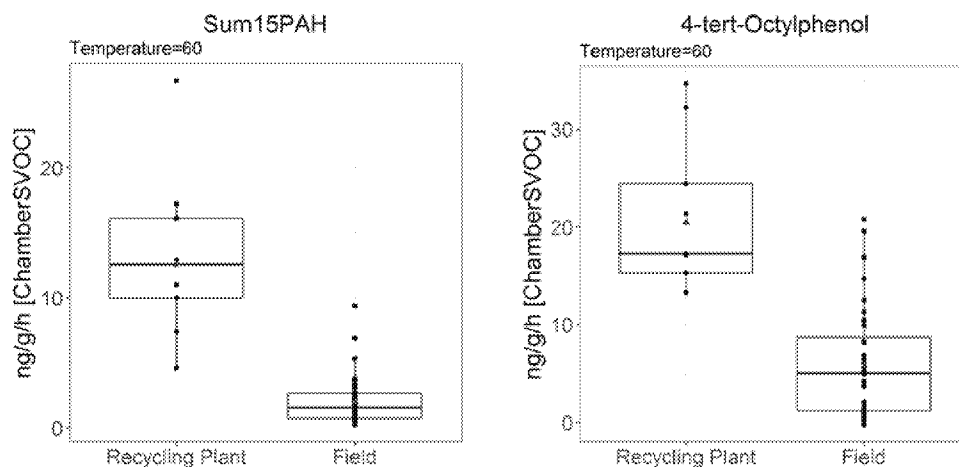 Sum15PAH
Temperature=60
ng/g/h [ChamberSVOC]
20
10
0
Recycling Plant
Field
4-tert-Octylphenol
Temperature=60
ng/g/h [ChamberSVOC]
30
20
10
0
Recycling Plant
Field